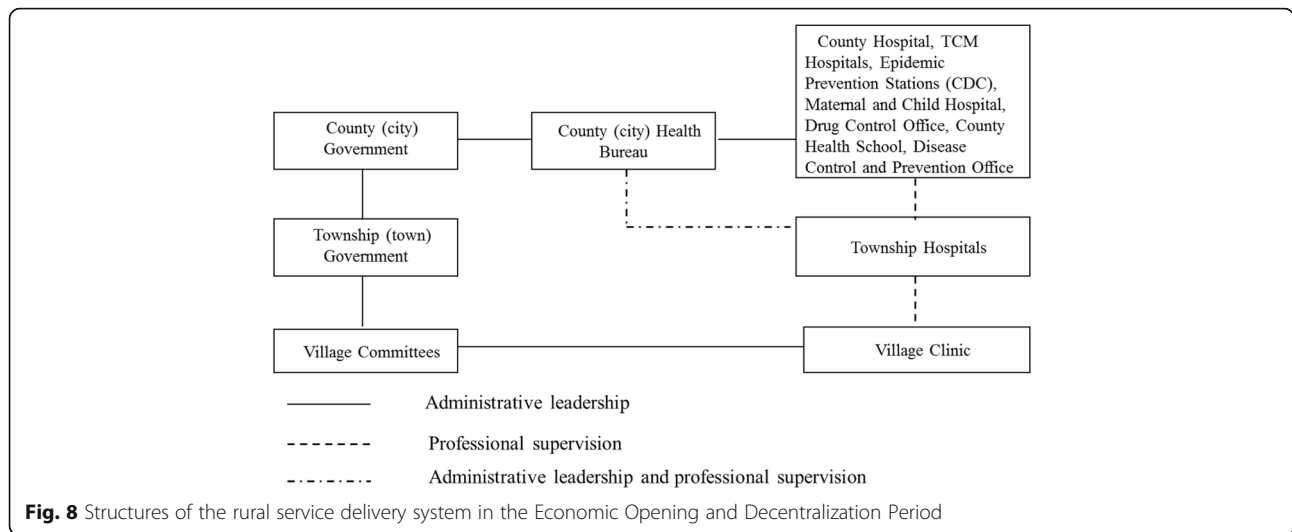 County Hospital, TCM
Hospitals, Epidemic
Prevention Stations (CDC),
Maternal and Child Hospital,
Drug Control Office, County
Health School, Disease
Control and Prevention Office
County (city)
Government
County (city) Health
Bureau
Township (town)
Government
Township Hospitals
Village Committees
Village Clinic
Administrative leadership
Professional supervision
Administrative leadership and professional supervision
Fig. 8 Structures of the rural service delivery system in the Economic Opening and Decentralization Period